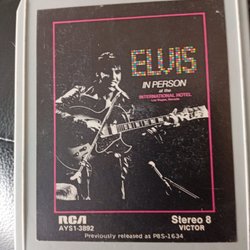 ELVIS
IN PERSON
at the
INTERNATIONAL HOTEL
Las Vegas, Nevada
RCA
Stereo 8
AYS1-3892
VICTOR
Previously released as P8S-1634